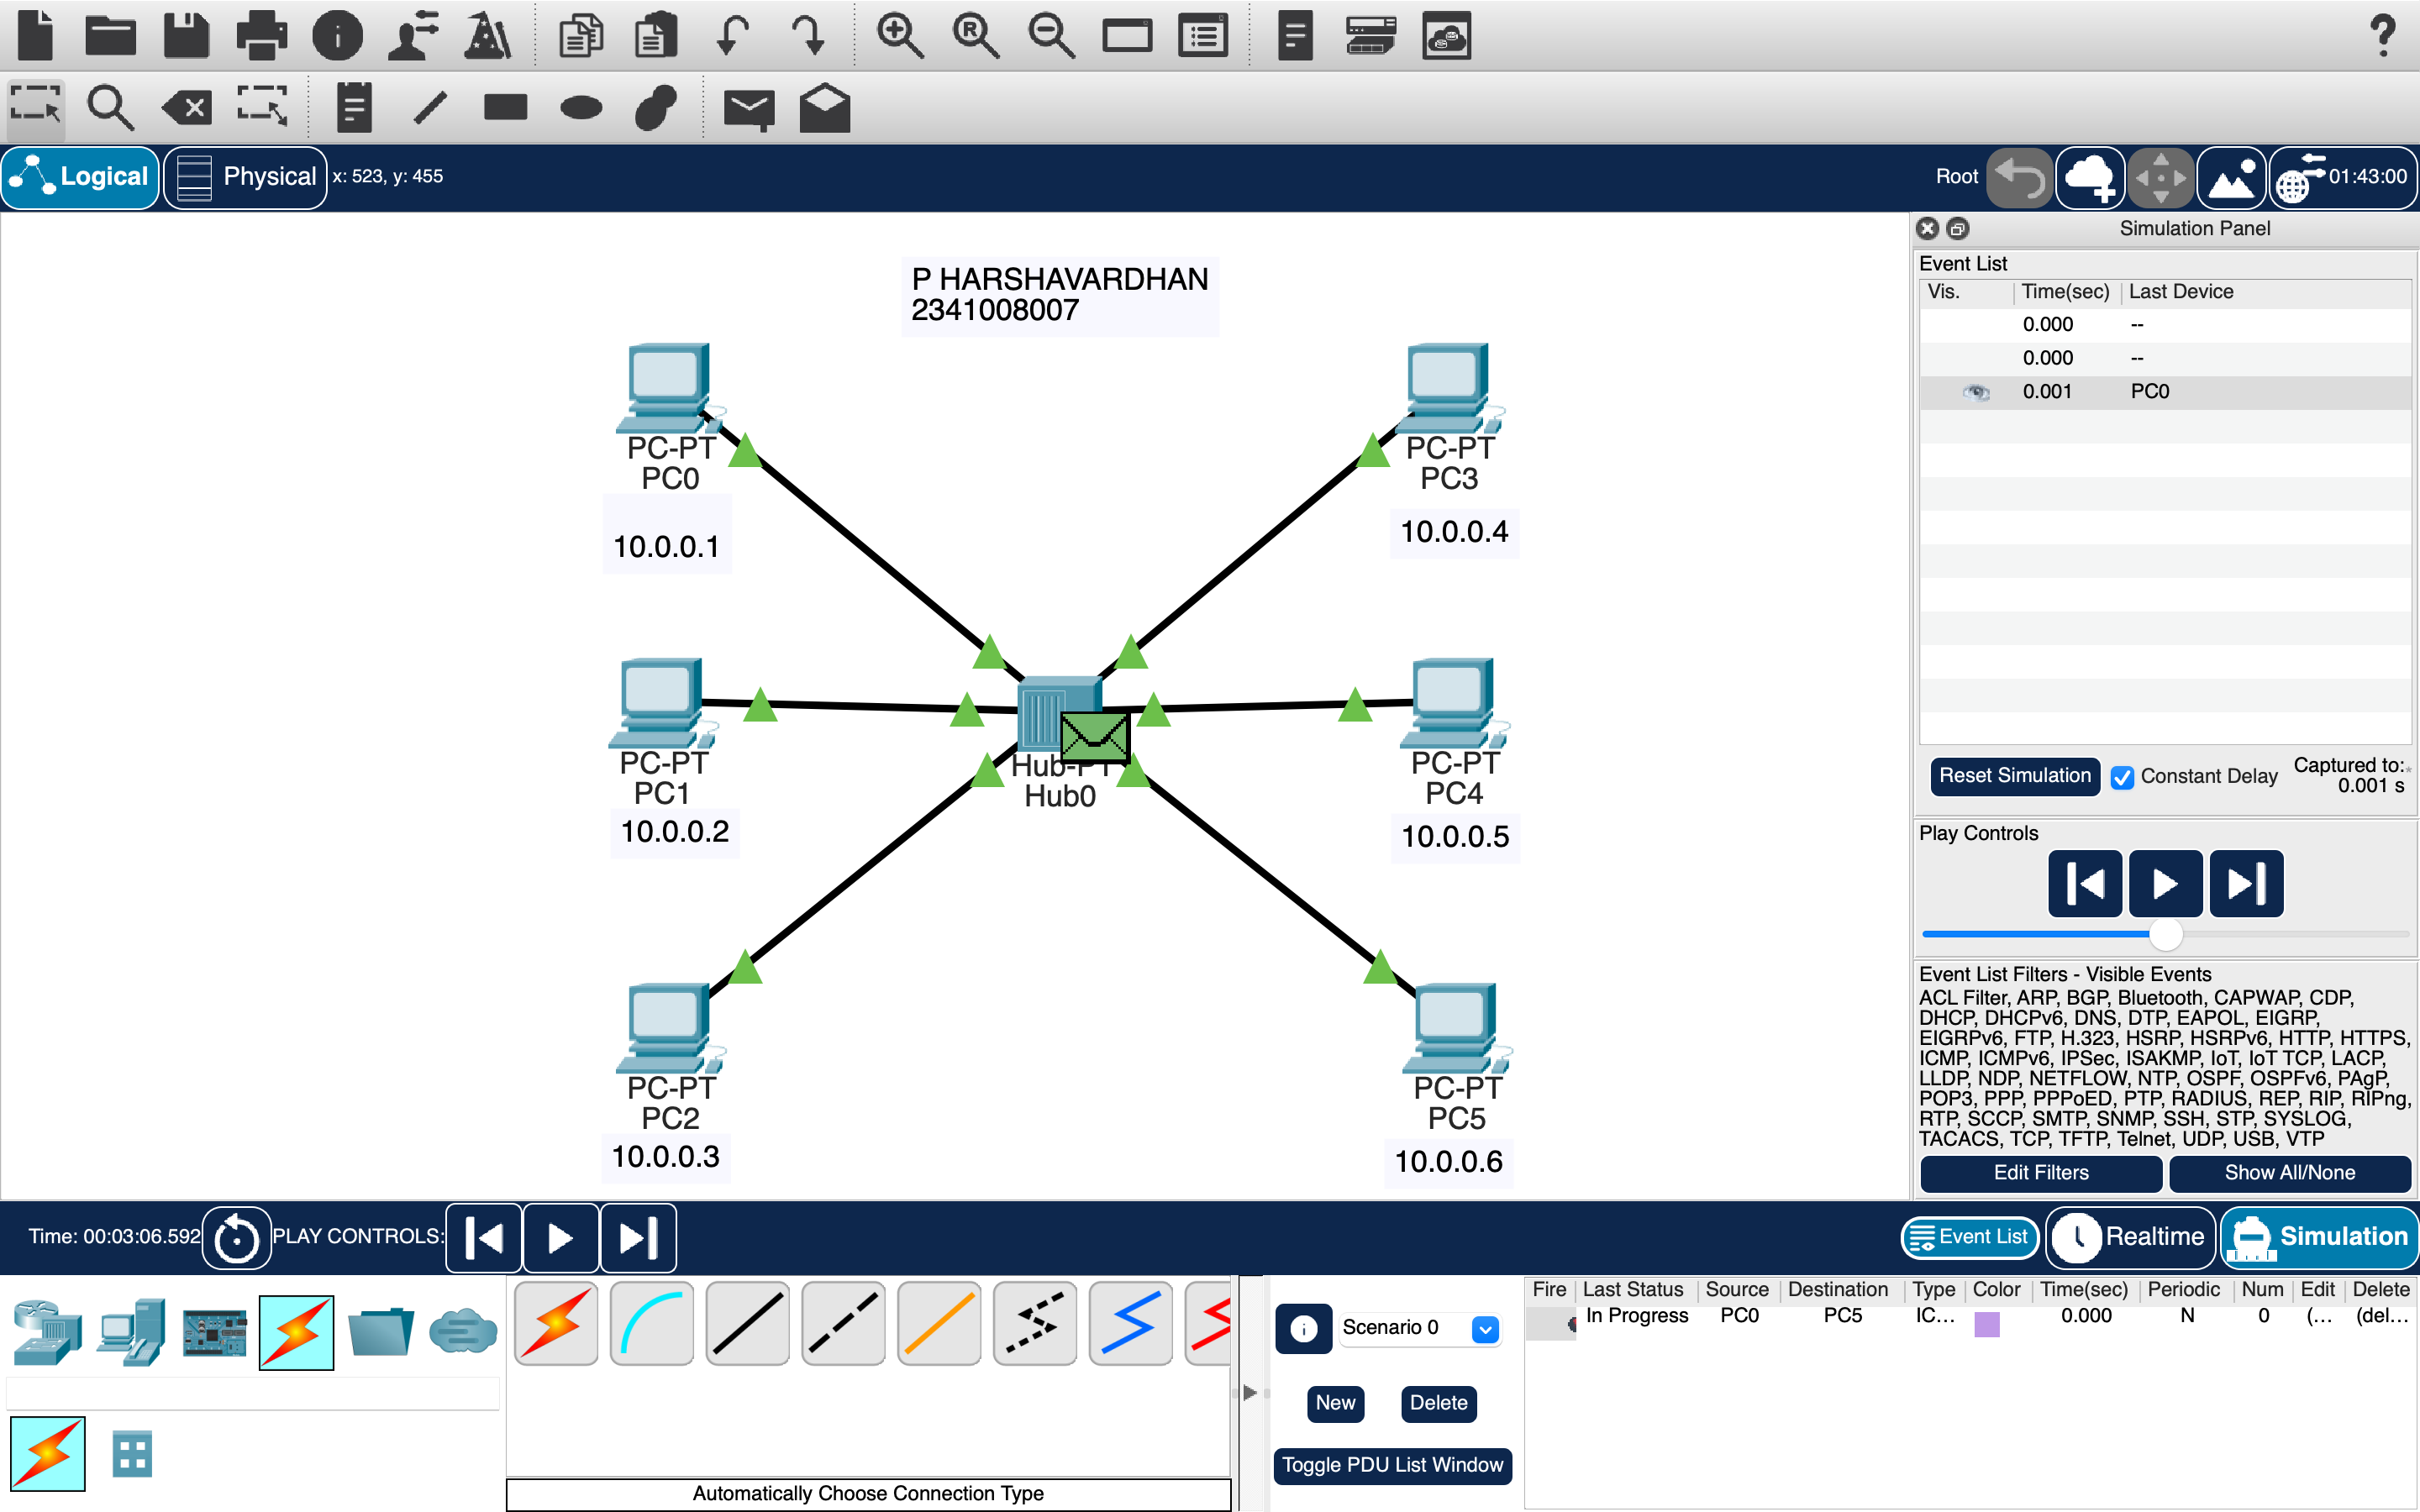 Logical
Physical
x: 523, y: 455
Root
01:43:00
P HARSHAVARDHAN
2341008007
PC-PT
PC0
10.0.0.1
PC-PT
PC3
10.0.0.4
PC-PT
PC1
10.0.0.2
Hub-PT
Hub0
PC-PT
PC4
10.0.0.5
PC-PT
PC2
10.0.0.3
PC-PT
PC5
10.0.0.6
Simulation Panel
Event List
Vis. Time(sec) Last Device
0.000 --
0.000 --
0.001 PC0
Reset Simulation
Constant Delay
Captured to:
0.001 s
Play Controls
Event List Filters - Visible Events
ACL Filter, ARP, BGP, Bluetooth, CAPWAP, CDP,
DHCP, DHCPv6, DNS, DTP, EAPOL, EIGRP,
EIGRPv6, FTP, H.323, HSRP, HSRPv6, HTTP, HTTPS,
ICMP, ICMPv6, IPSec, ISAKMP, IoT, IoT TCP, LACP,
LLDP, NDP, NETFLOW, NTP, OSPF, OSPFv6, PAgP,
POP3, PPP, PPPoED, PTP, RADIUS, REP, RIP, RIPng,
RTP, SCCP, SMTP, SNMP, SSH, STP, SYSLOG,
TACACS, TCP, TFTP, Telnet, UDP, USB, VTP
Edit Filters
Show All/None
Time: 00:03:06.592
PLAY CONTROLS:
Event List
Realtime
Simulation
Automatically Choose Connection Type
Scenario 0
New
Delete
Toggle PDU List Window
Fire Last Status Source Destination Type Color Time(sec) Periodic Num Edit Delete
In Progress PC0 PC5 IC... 0.000 N 0 (... (del...